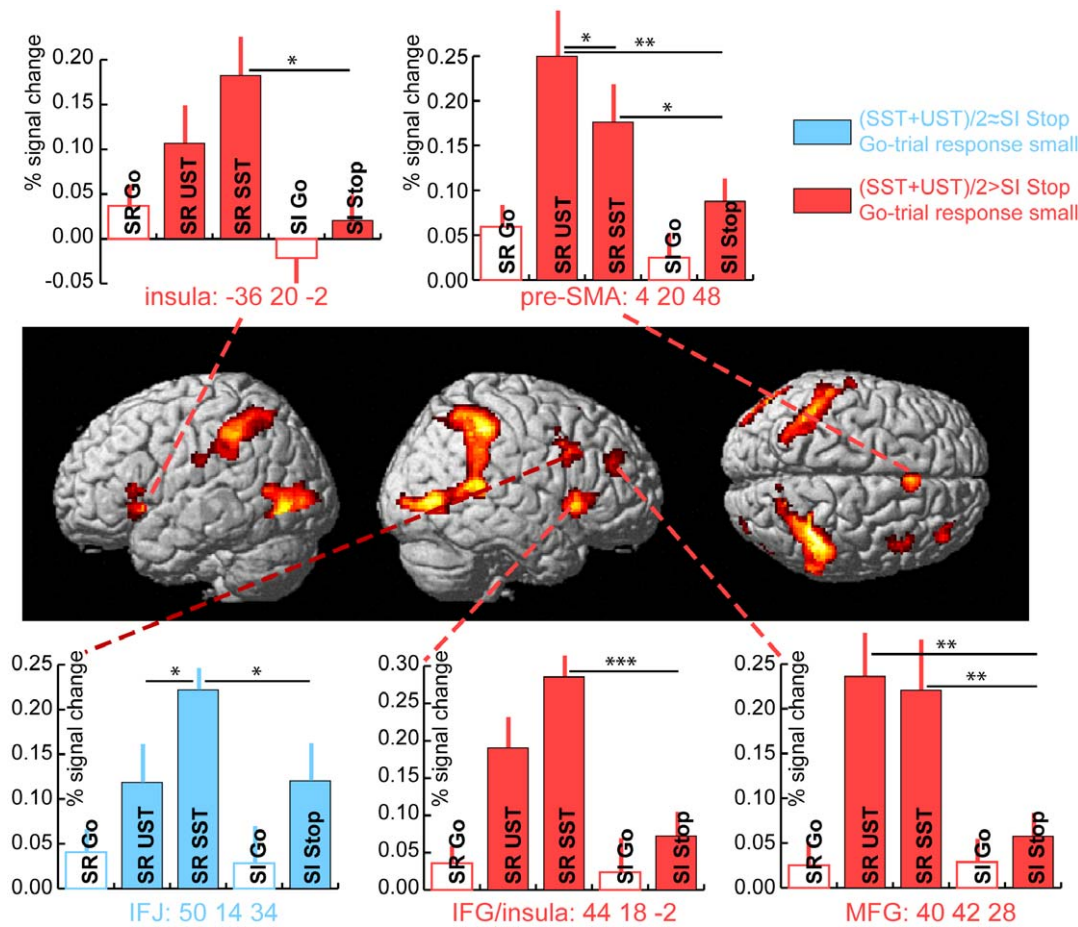 % signal change
0.20
0.15
0.10
0.05
0.00
-0.05
SR Go
SR UST
SR SST
SI Go
SI Stop
*
insula: -36 20 -2
% signal change
0.25
0.20
0.15
0.10
0.05
0.00
SR Go
SR UST
SR SST
SI Go
SI Stop
*
**
*
pre-SMA: 4 20 48
(SST+UST)/2≈SI Stop
Go-trial response small
(SST+UST)/2>SI Stop
Go-trial response small
% signal change
0.25
0.20
0.15
0.10
0.05
0.00
SR Go
SR UST
SR SST
SI Go
SI Stop
*
*
IFJ: 50 14 34
% signal change
0.30
0.25
0.20
0.15
0.10
0.05
0.00
SR Go
SR UST
SR SST
SI Go
SI Stop
***
IFG/insula: 44 18 -2
% signal change
0.25
0.20
0.15
0.10
0.05
0.00
SR Go
SR UST
SR SST
SI Go
SI Stop
**
**
MFG: 40 42 28